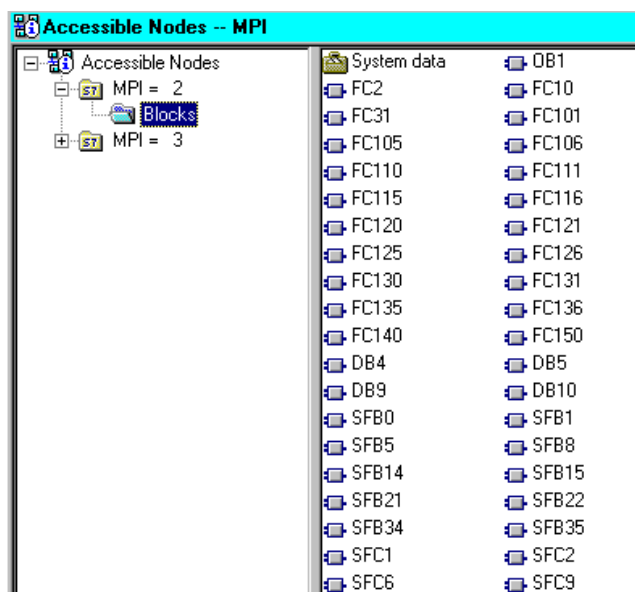 Accessible Nodes -- MPI
Accessible Nodes
MPI = 2
Blocks
MPI = 3
System data OB1
FC2 FC10
FC31 FC101
FC105 FC106
FC110 FC111
FC115 FC116
FC120 FC121
FC125 FC126
FC130 FC131
FC135 FC136
FC140 FC150
DB4 DB5
DB9 DB10
SFB0 SFB1
SFB5 SFB8
SFB14 SFB15
SFB21 SFB22
SFB34 SFB35
SFC1 SFC2
SFC6 SFC9